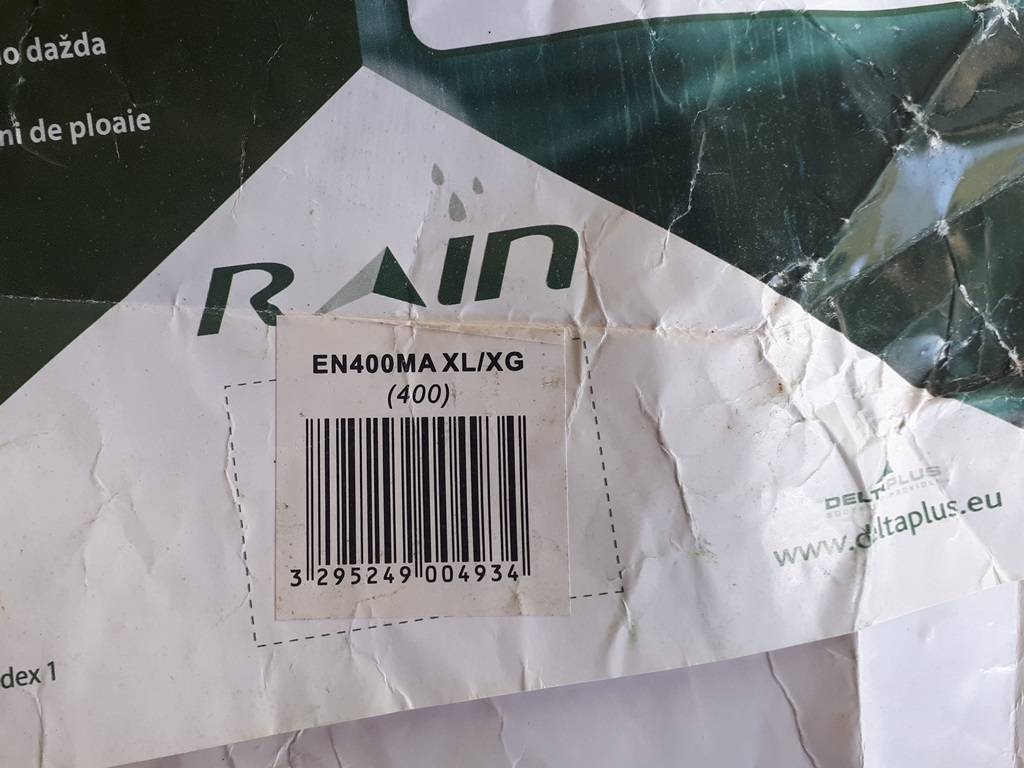 o dažda
ni de ploaie
RAiN
EN400MA XL/XG
(400)
3 295249 004934
DELTAPLUS
www.deltaplus.eu
dex 1